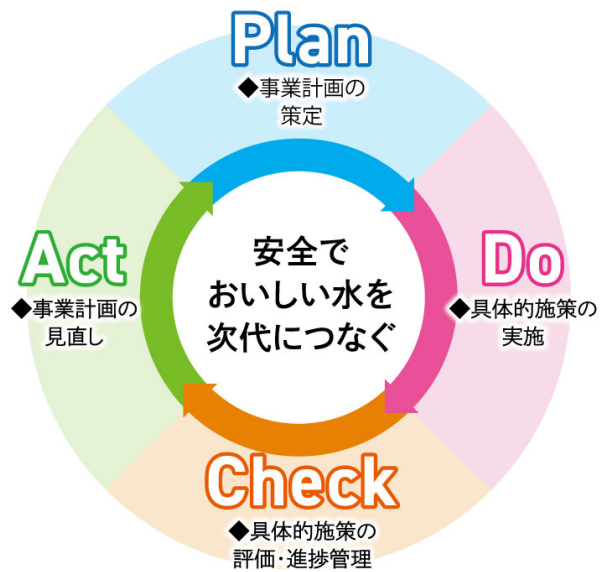 Plan
◆事業計画の
策定
Do
◆具体的施策の
実施
Check
◆具体的施策の
評価･進捗管理
Act
◆事業計画の
見直し
安全で
おいしい水を
次代につなぐ